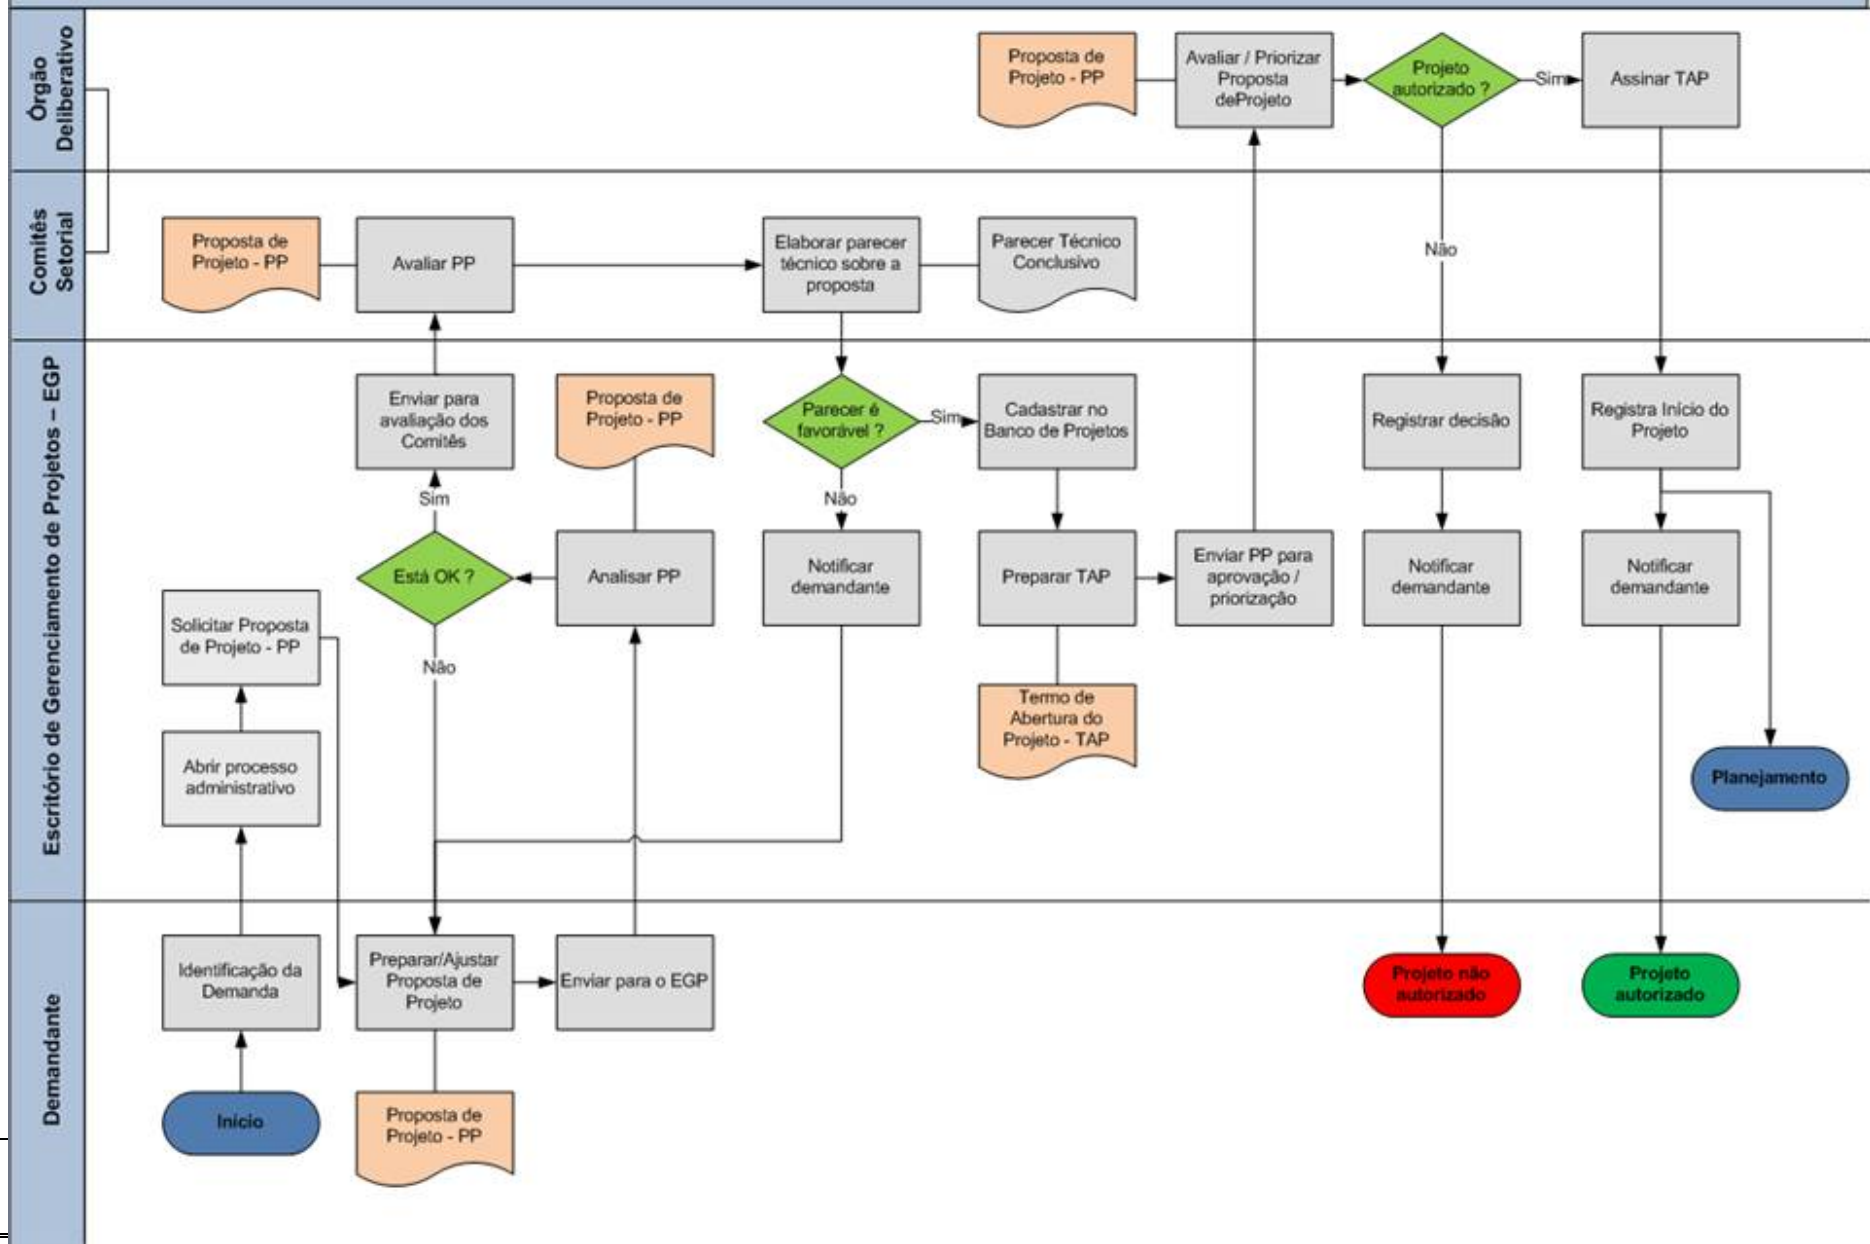 Órgão
Deliberativo
Proposta de
Projeto - PP
Avaliar / Priorizar
Proposta
deProjeto
Projeto
autorizado ?
Sim
Assinar TAP
Não
Comitês
Setorial
Proposta de
Projeto - PP
Avaliar PP
Elaborar parecer
técnico sobre a
proposta
Parecer Técnico
Conclusivo
Escritório de Gerenciamento de Projetos – EGP
Enviar para
avaliação dos
Comitês
Proposta de
Projeto - PP
Parecer é
favorável ?
Sim
Cadastrar no
Banco de Projetos
Registrar decisão
Registra Início do
Projeto
Sim
Não
Está OK ?
Analisar PP
Notificar
demandante
Preparar TAP
Enviar PP para
aprovação /
priorização
Notificar
demandante
Notificar
demandante
Solicitar Proposta
de Projeto - PP
Não
Termo de
Abertura do
Projeto - TAP
Abrir processo
administrativo
Planejamento
Demandante
Identificação da
Demanda
Preparar/Ajustar
Proposta de
Projeto
Enviar para o EGP
Projeto não
autorizado
Projeto
autorizado
Início
Proposta de
Projeto - PP